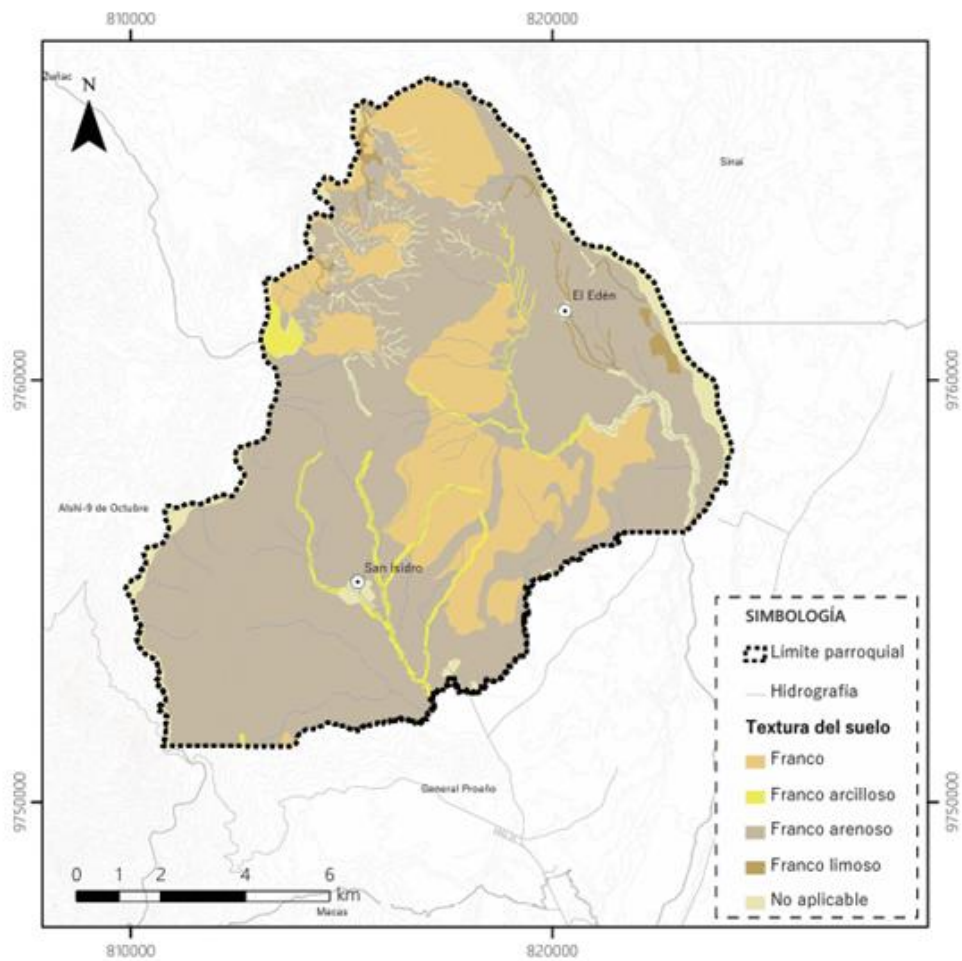 810000
820000
Zuñac
N
Sinaí
El Edén
9760000
9760000
Alshi-9 de Octubre
San Isidro
SIMBOLOGÍA
Límite parroquial
Hidrografía
Textura del suelo
Franco
Franco arcilloso
Franco arenoso
Franco limoso
No aplicable
General Proaño
9750000
9750000
0 1 2 4 6
km
Macas
810000
820000